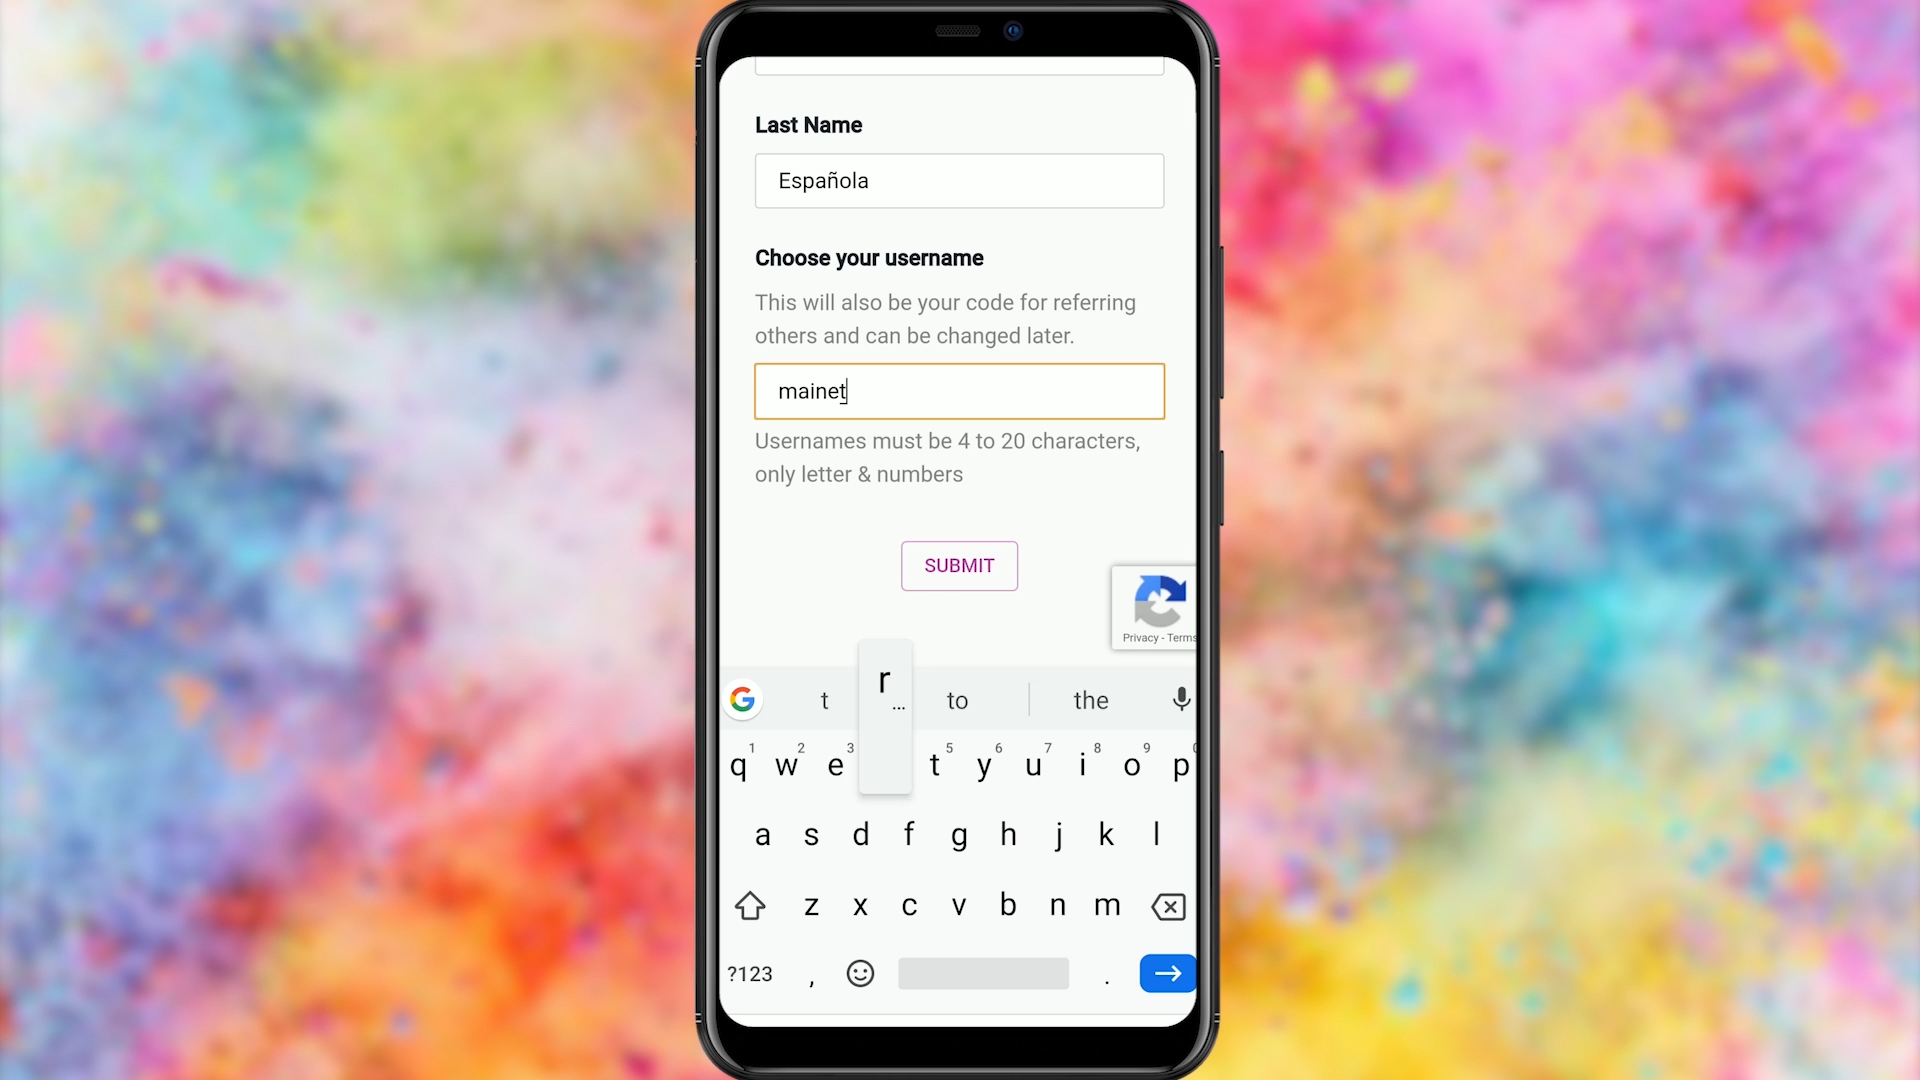 Last Name
Española
Choose your username
This will also be your code for referring
others and can be changed later.
mainet
Usernames must be 4 to 20 characters,
only letter & numbers
SUBMIT
Privacy - Terms
t to the
r
...
1 2 3 5 6 7 8 9
q w e t y u i o p
a s d f g h j k l
z x c v b n m
?123 , .